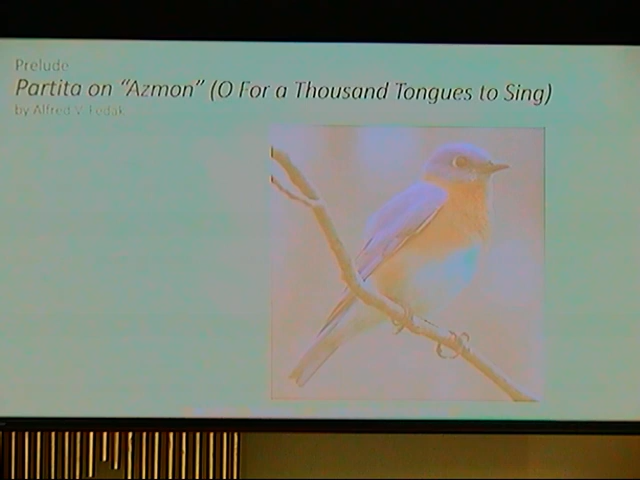 Prelude
Partita on “Azmon” (O For a Thousand Tongues to Sing)
by Alfred V. Fedak